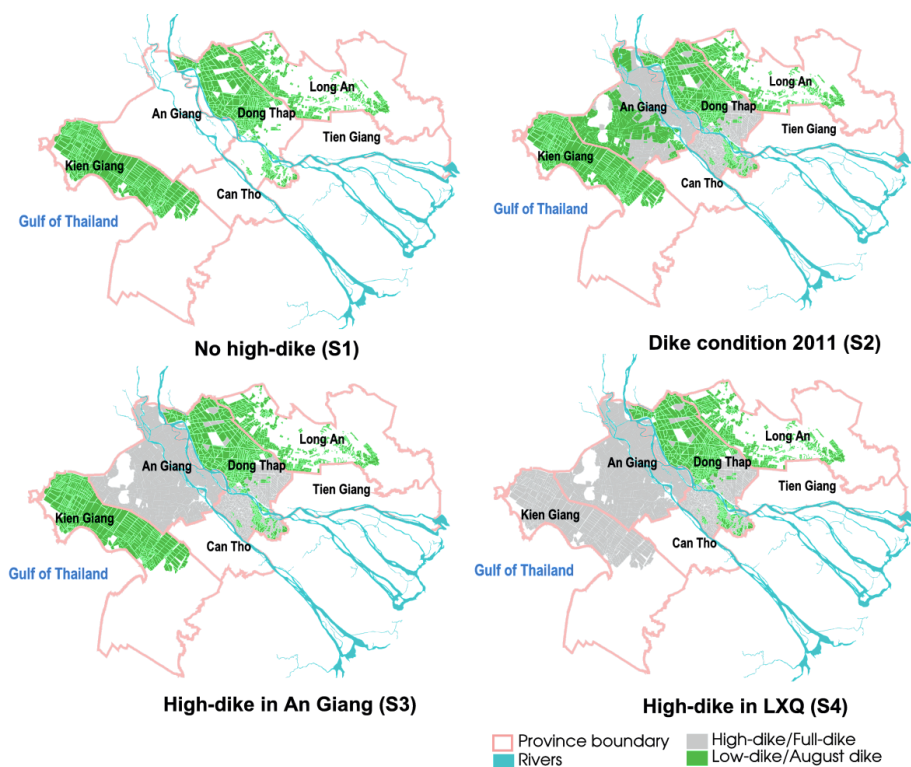 Long An
An Giang
Dong Thap
Tien Giang
Kien Giang
Can Tho
Gulf of Thailand
No high-dike (S1)
Long An
An Giang
Dong Thap
Tien Giang
Kien Giang
Can Tho
Gulf of Thailand
Dike condition 2011 (S2)
Long An
An Giang
Dong Thap
Tien Giang
Kien Giang
Can Tho
Gulf of Thailand
High-dike in An Giang (S3)
Long An
An Giang
Dong Thap
Tien Giang
Kien Giang
Can Tho
Gulf of Thailand
High-dike in LXQ (S4)
Province boundary
Rivers
High-dike/Full-dike
Low-dike/August dike